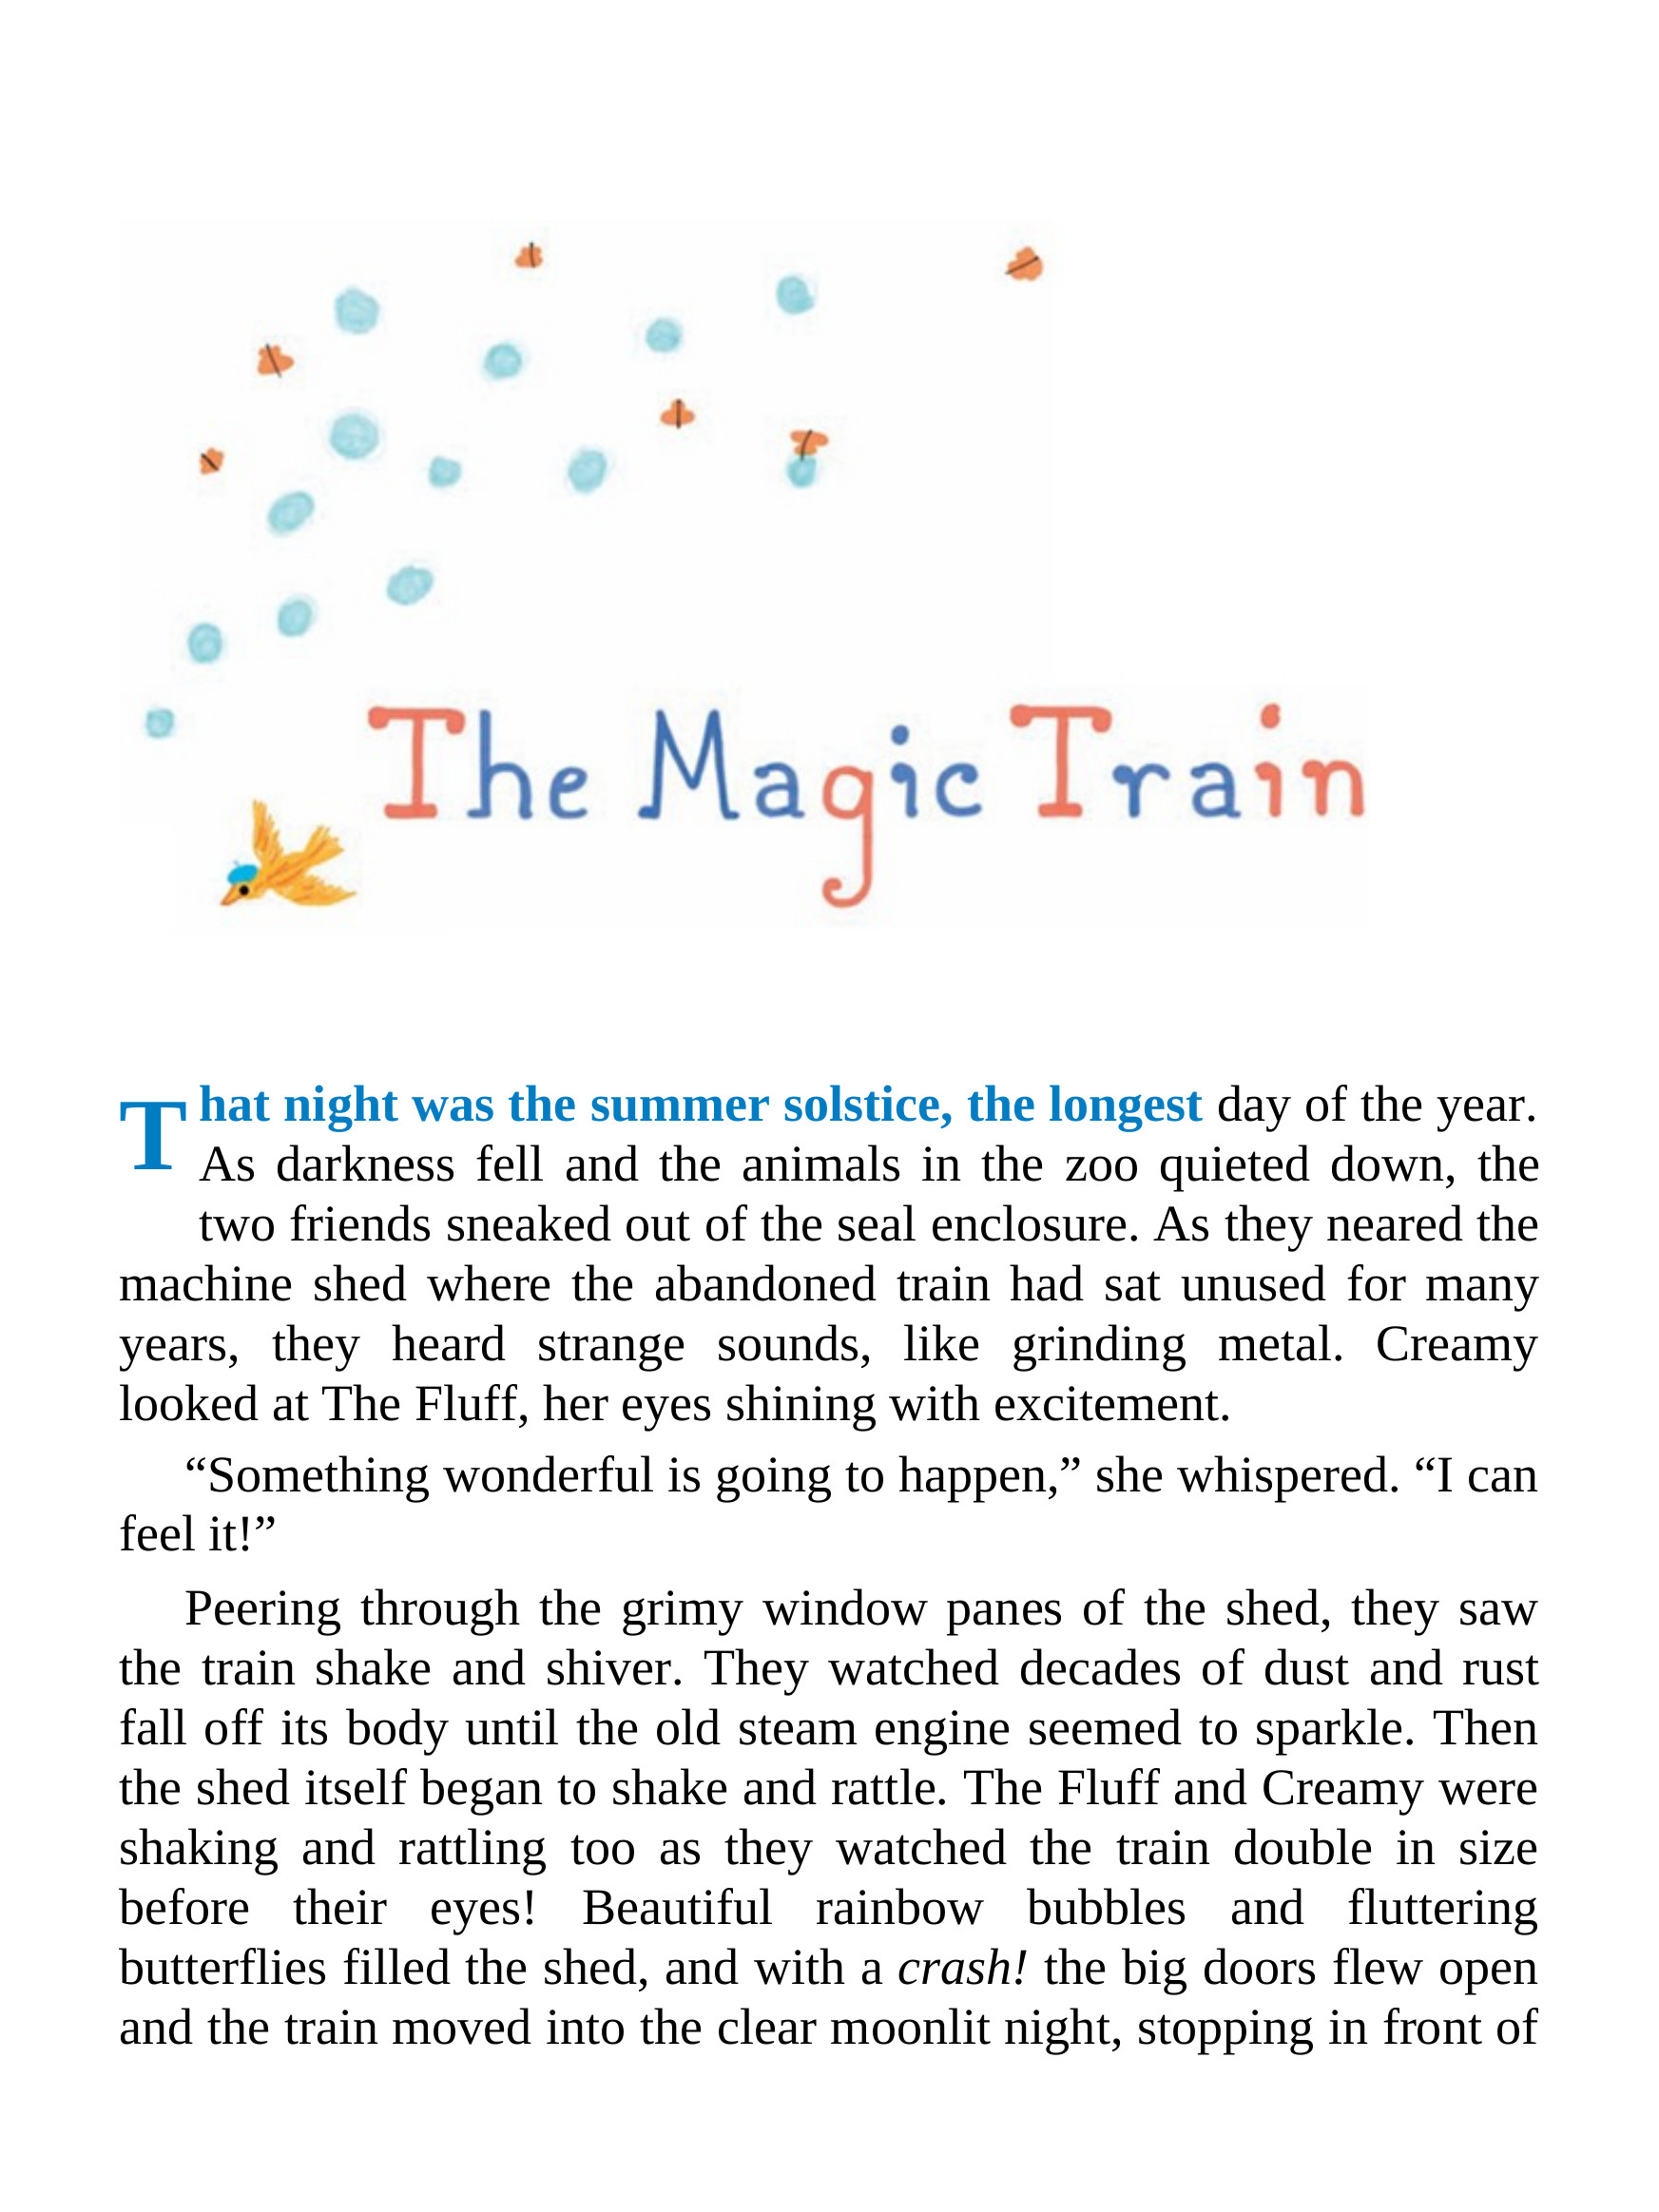 The Magic Train
That night was the summer solstice, the longest day of the year.
As darkness fell and the animals in the zoo quieted down, the
two friends sneaked out of the seal enclosure. As they neared the
machine shed where the abandoned train had sat unused for many
years, they heard strange sounds, like grinding metal. Creamy
looked at The Fluff, her eyes shining with excitement.
“Something wonderful is going to happen,” she whispered. “I can
feel it!”
Peering through the grimy window panes of the shed, they saw
the train shake and shiver. They watched decades of dust and rust
fall off its body until the old steam engine seemed to sparkle. Then
the shed itself began to shake and rattle. The Fluff and Creamy were
shaking and rattling too as they watched the train double in size
before their eyes! Beautiful rainbow bubbles and fluttering
butterflies filled the shed, and with a crash! the big doors flew open
and the train moved into the clear moonlit night, stopping in front of